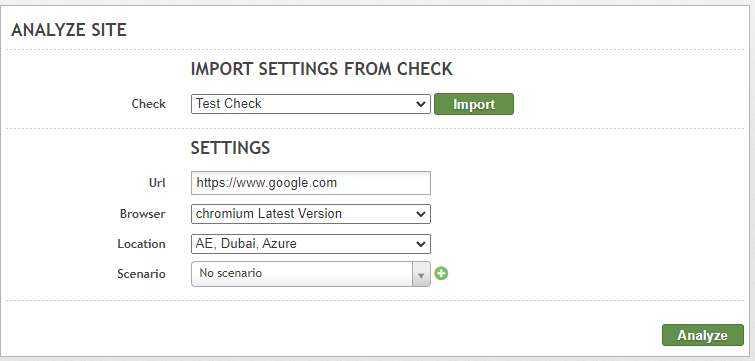 ANALYZE SITE
IMPORT SETTINGS FROM CHECK
Check Test Check Import
SETTINGS
Url https://www.google.com
Browser chromium Latest Version
Location AE, Dubai, Azure
Scenario No scenario
Analyze